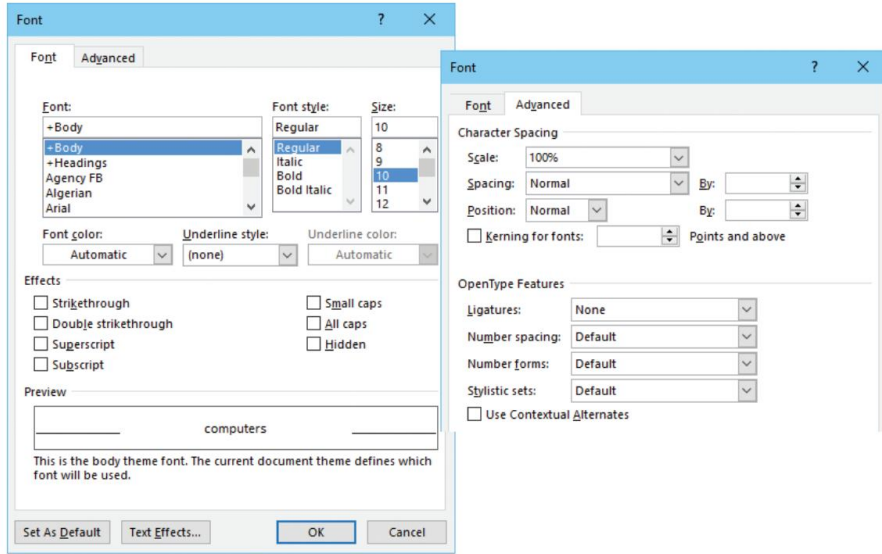 Font ? ×
Font Advanced
Font: Font style: Size:
+Body Regular 10
+Body Regular 8
+Headings Italic 9
Agency FB Bold 10
Algerian Bold Italic 11
Arial 12
Font color: Underline style: Underline color:
Automatic (none) Automatic
Effects
Strikethrough Small caps
Double strikethrough All caps
Superscript Hidden
Subscript
Preview
computers
This is the body theme font. The current document theme defines which
font will be used.
Set As Default Text Effects... OK Cancel
Font ? ×
Font Advanced
Character Spacing
Scale: 100%
Spacing: Normal By:
Position: Normal By:
Kerning for fonts: Points and above
OpenType Features
Ligatures: None
Number spacing: Default
Number forms: Default
Stylistic sets: Default
Use Contextual Alternates